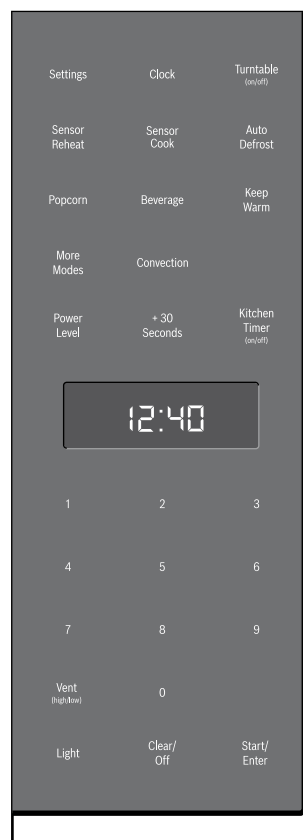 Settings Clock Turntable
(on/off)
Sensor Sensor Auto
Reheat Cook Defrost
Popcorn Beverage Keep
Warm
More Convection
Modes
Power + 30 Kitchen
Level Seconds Timer
(on/off)
12:40
1 2 3
4 5 6
7 8 9
Vent 0
(high/low)
Light Clear/ Start/
Off Enter